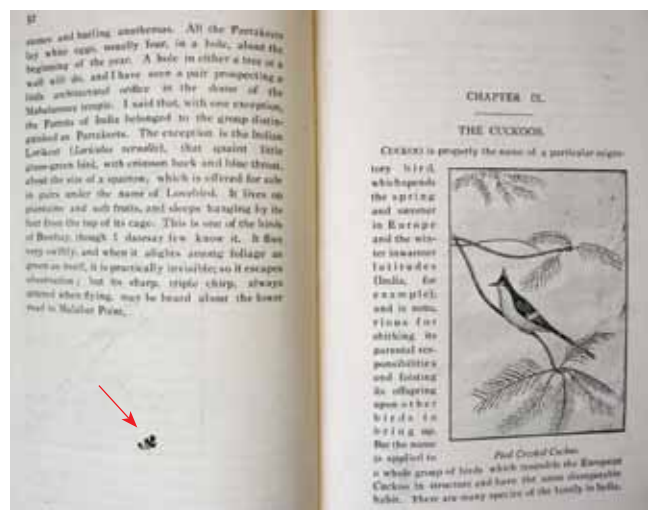 57
stones and hurling anathemas. All the Parrakeets
lay white eggs, usually four, in a hole, about the
beginning of the year. A hole in either a tree or a
wall will do, and I have seen a pair prospecting a
little architectural orifice in the dome of the
temple. I said that, with one exception,
the Parrots of India belonged to the group distin-
guished as Parrakeets. The exception is the Indian
Lorikeet (Loriculus vernalis), that quaint little
grass-green bird, with crimson back and blue throat,
about the size of a sparrow, which is offered for sale
in pairs under the name of Lovebird. It lives on
plantains and soft fruits, and sleeps hanging by its
feet from the top of its cage. This is one of the birds
of Bombay, though I daresay few know it. It flies
very swiftly, and when it alights among foliage as
green as itself, it is practically invisible; so it escapes
observation; but its sharp, triple chirp, always
uttered when flying, may be heard about the lower
road to Malabar Point.
CHAPTER IX.
THE CUCKOOS.
CUCKOO is properly the name of a particular migra-
tory bird,
which spends
the spring
and summer
in Europe
and the win-
ter in warmer
latitudes
(India, for
example),
and is noto-
rious for
shirking its
parental res-
ponsibilities
and foisting
its offspring
upon other
birds to
bring up.
But the name
is applied to
Pied Crested Cuckoo.
a whole group of birds which resemble the European
Cuckoo in structure and have the same disreputable
habit. There are many species of the family in India,